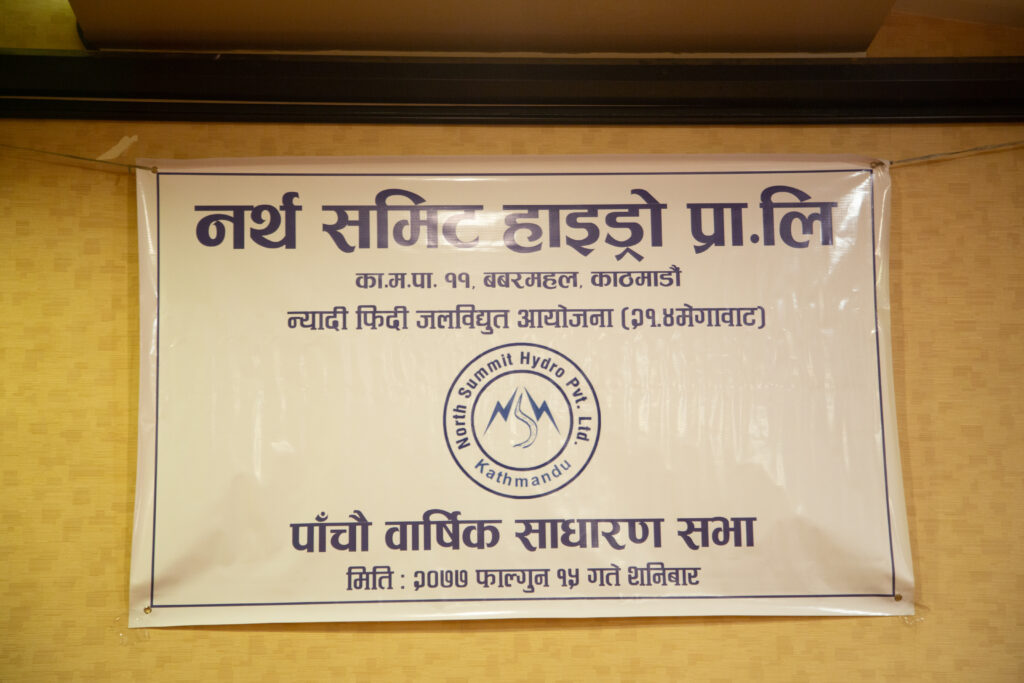 नर्थ समिट हाइड्रो प्रा.लि
का.म.पा. ११, बबरमहल, काठमाडौं
न्यादी फिदी जलविद्युत आयोजना (२१.४मेगावाट)
North Summit Hydro Pvt. Ltd.
NSM
Kathmandu
पाँचौ वार्षिक साधारण सभा
मिति : २०७७ फाल्गुन १५ गते शनिबार